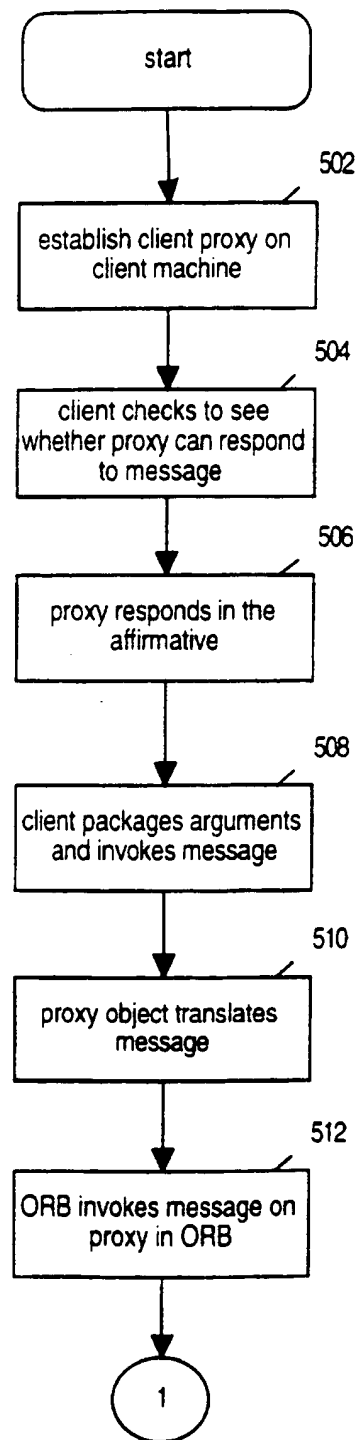 start
502
establish client proxy on
client machine
504
client checks to see
whether proxy can respond
to message
506
proxy responds in the
affirmative
508
client packages arguments
and invokes message
510
proxy object translates
message
512
ORB invokes message on
proxy in ORB
1